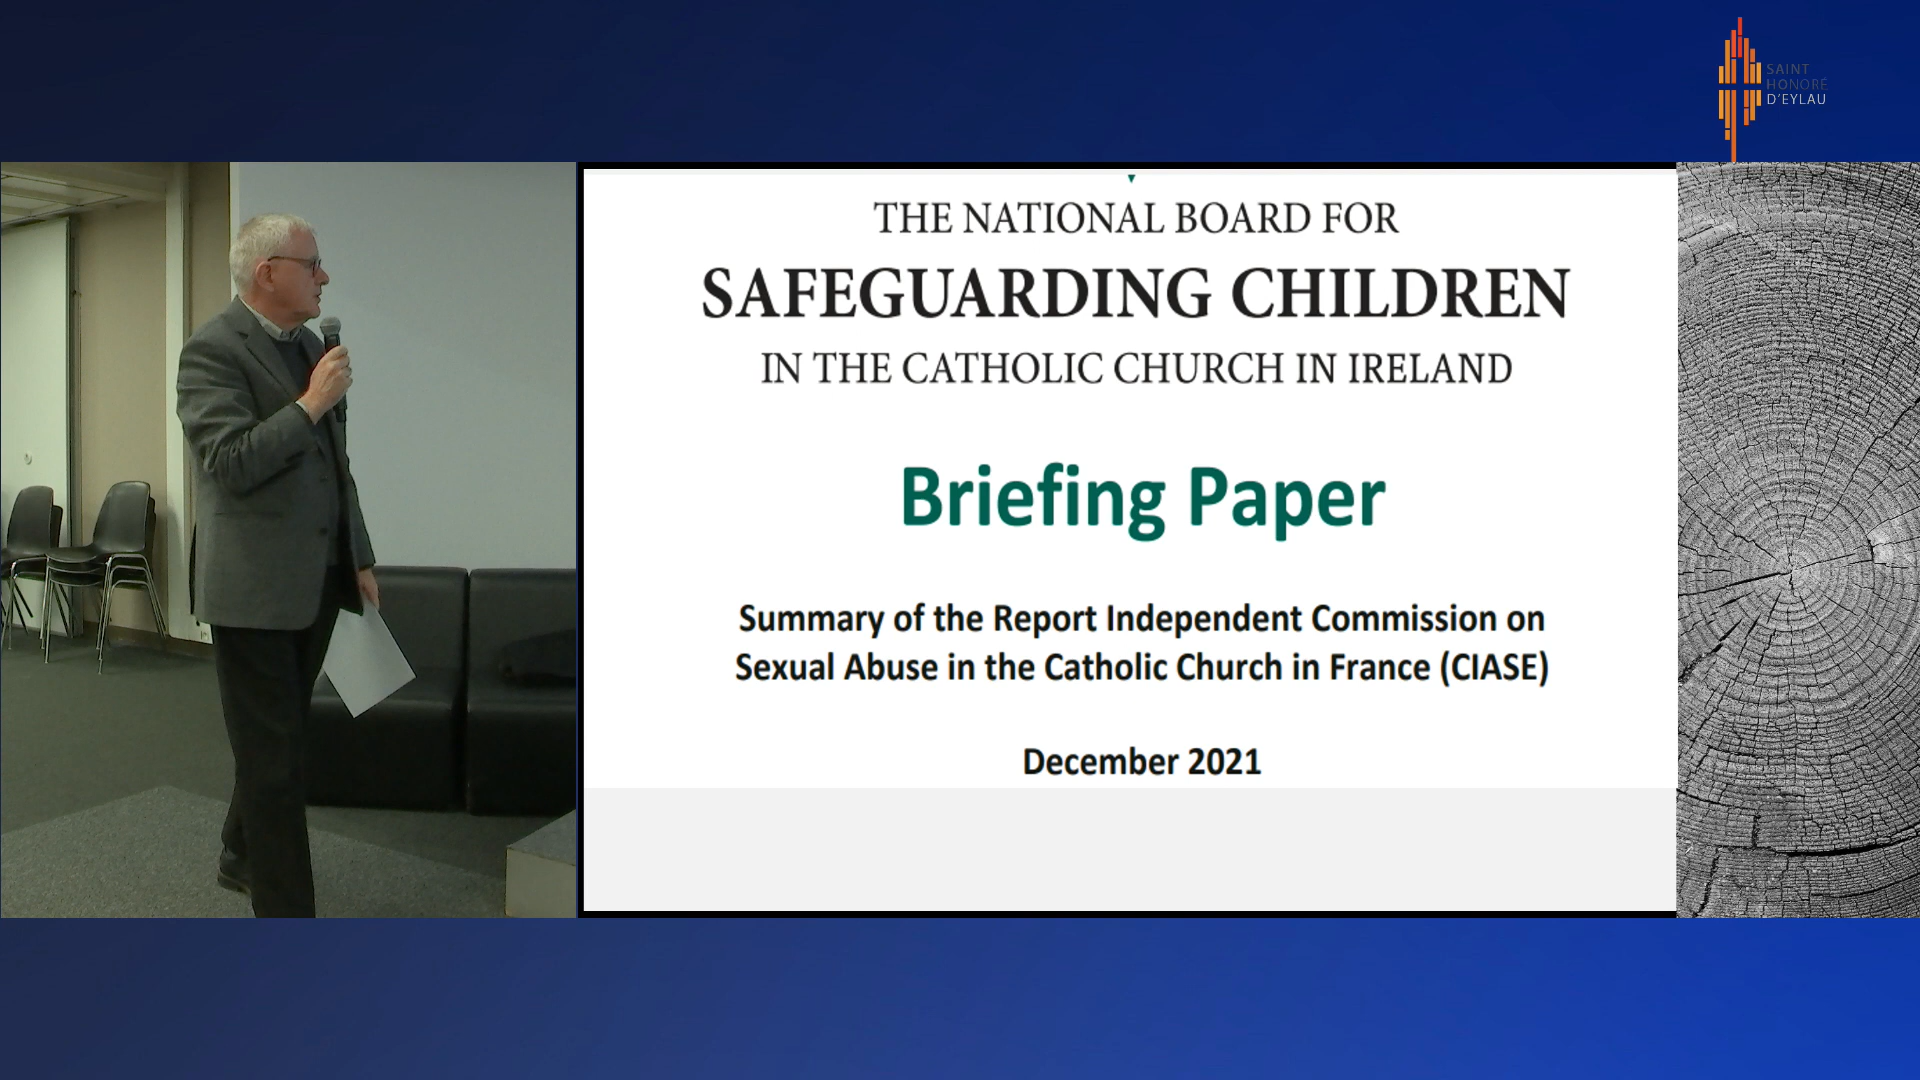 SAINT
HONORÉ
D'EYLAU
THE NATIONAL BOARD FOR
SAFEGUARDING CHILDREN
IN THE CATHOLIC CHURCH IN IRELAND
Briefing Paper
Summary of the Report Independent Commission on
Sexual Abuse in the Catholic Church in France (CIASE)
December 2021